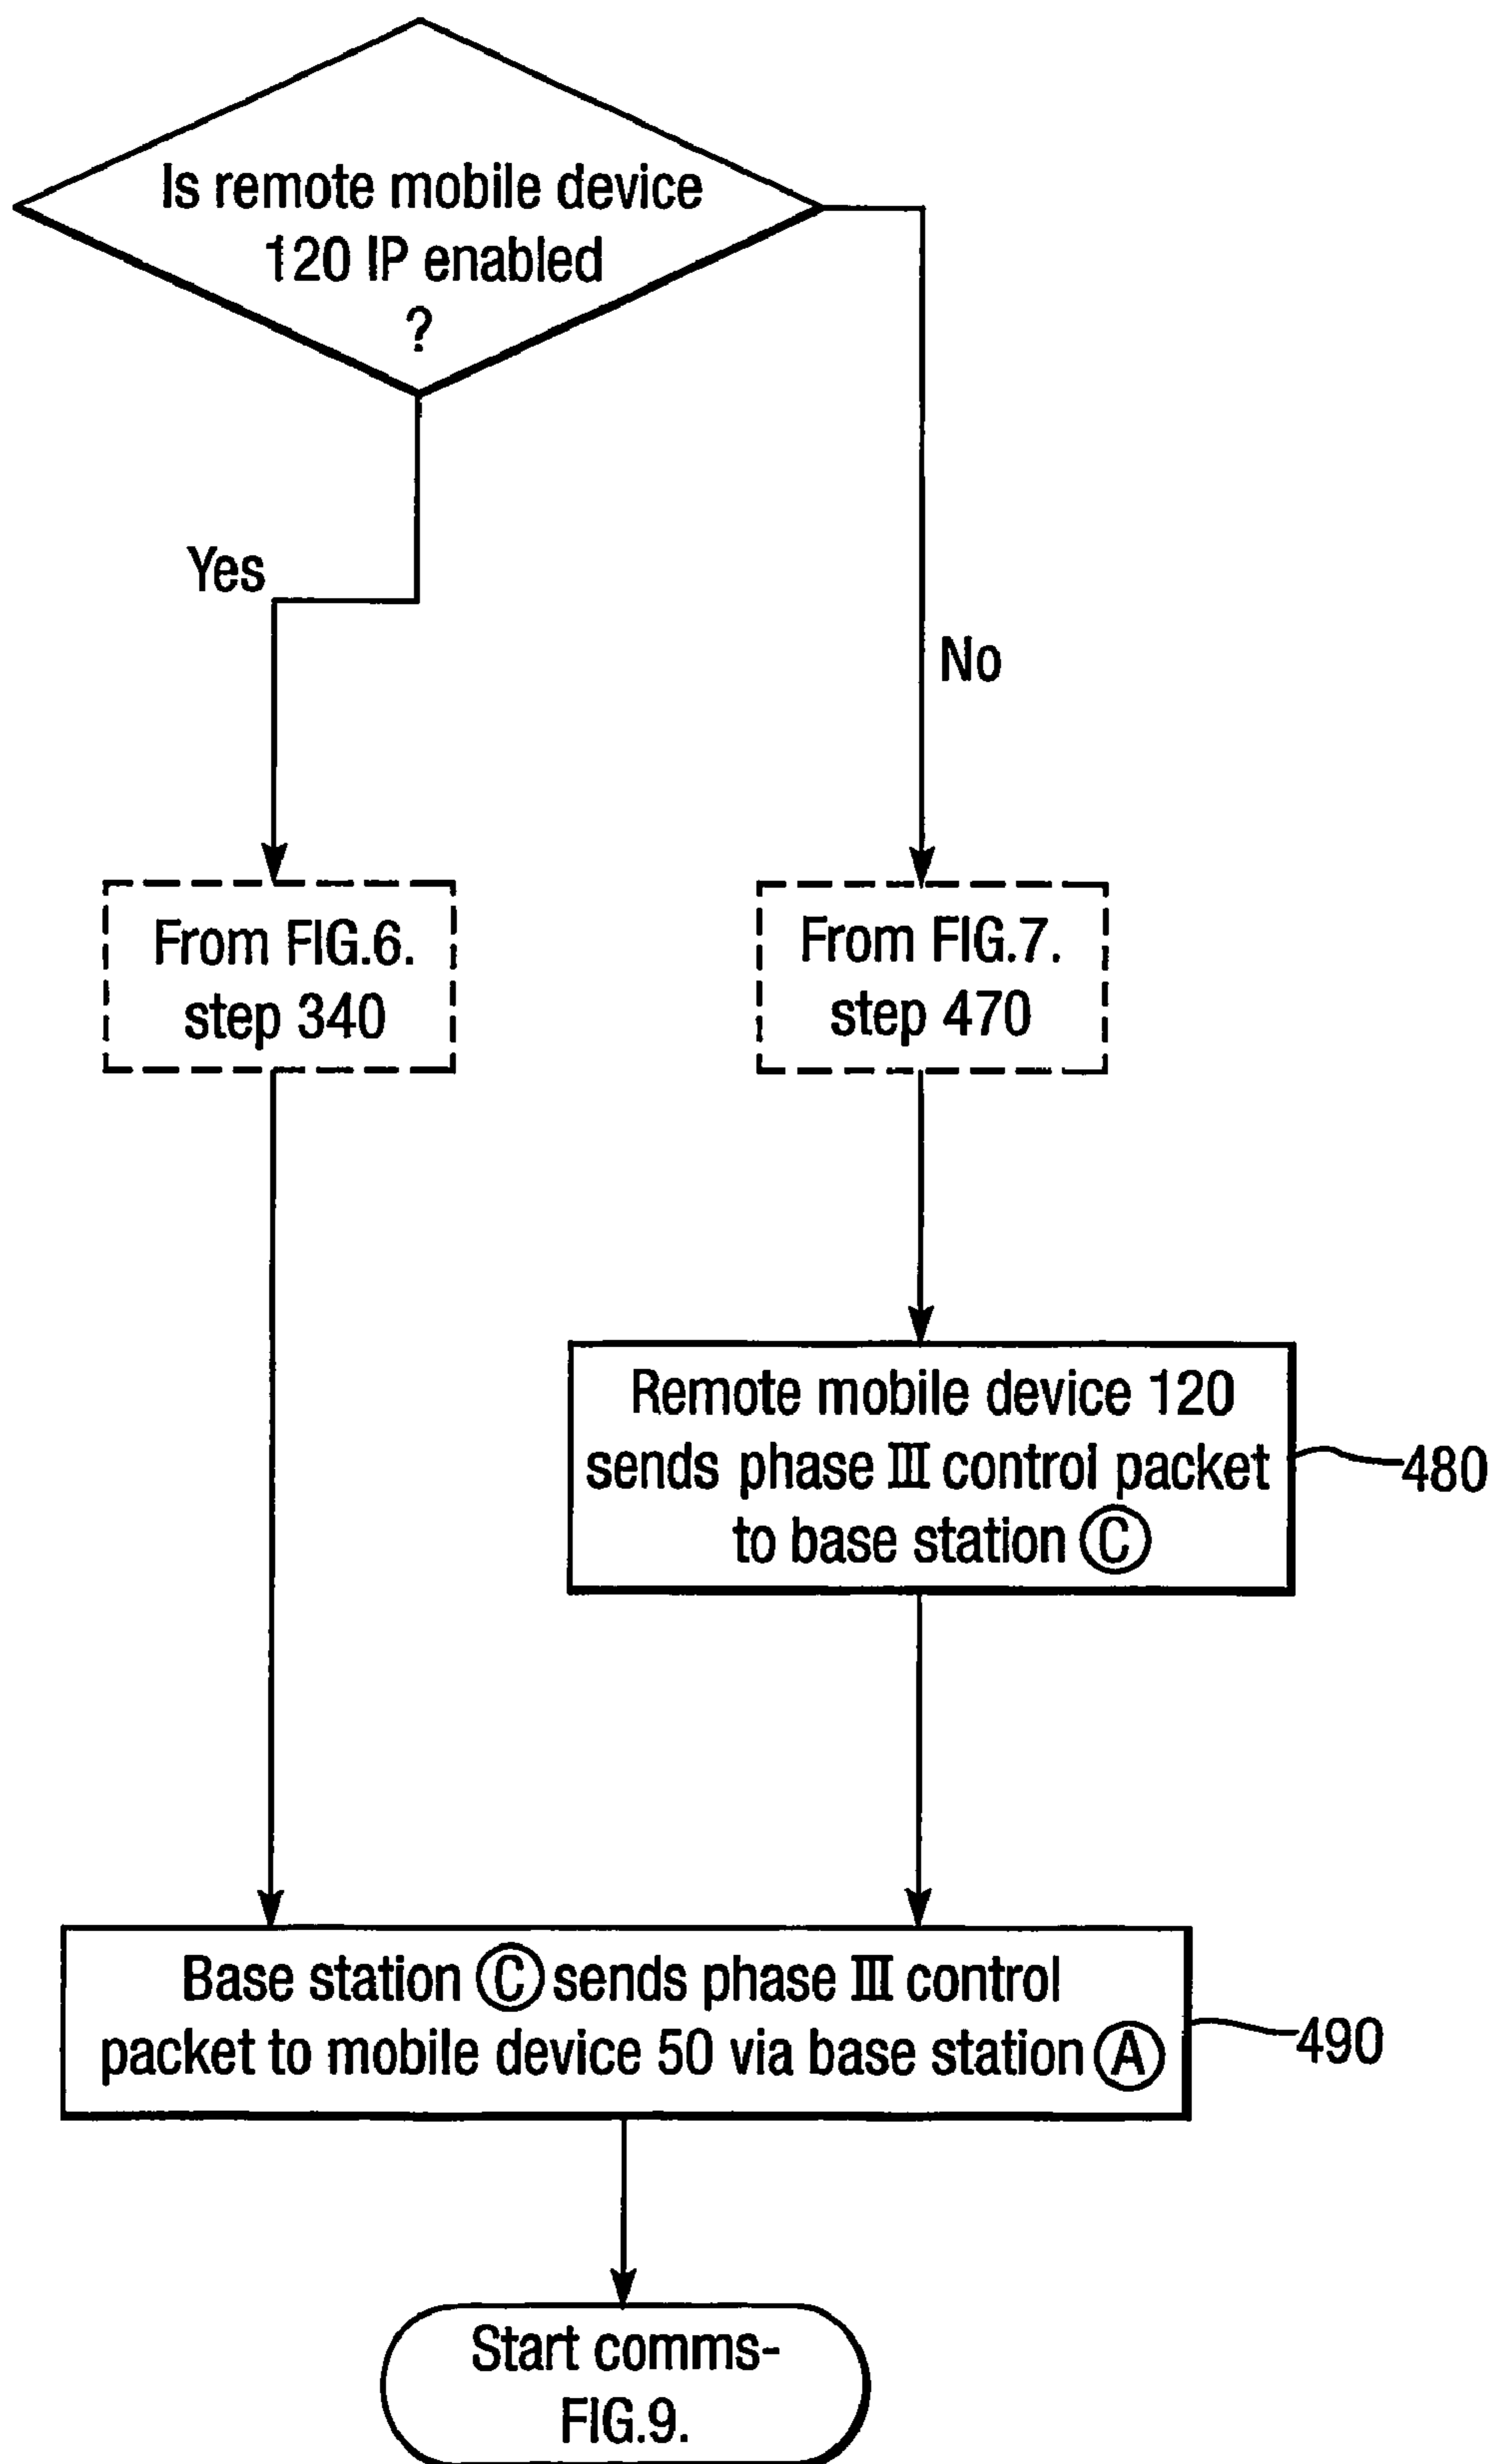 Is remote mobile device
120 IP enabled
?
Yes
No
From FIG.6.
step 340
From FIG.7.
step 470
Remote mobile device 120
sends phase III control packet
to base station Ⓒ
480
Base station Ⓒ sends phase III control
packet to mobile device 50 via base station Ⓐ
490
Start comms-
FIG.9.